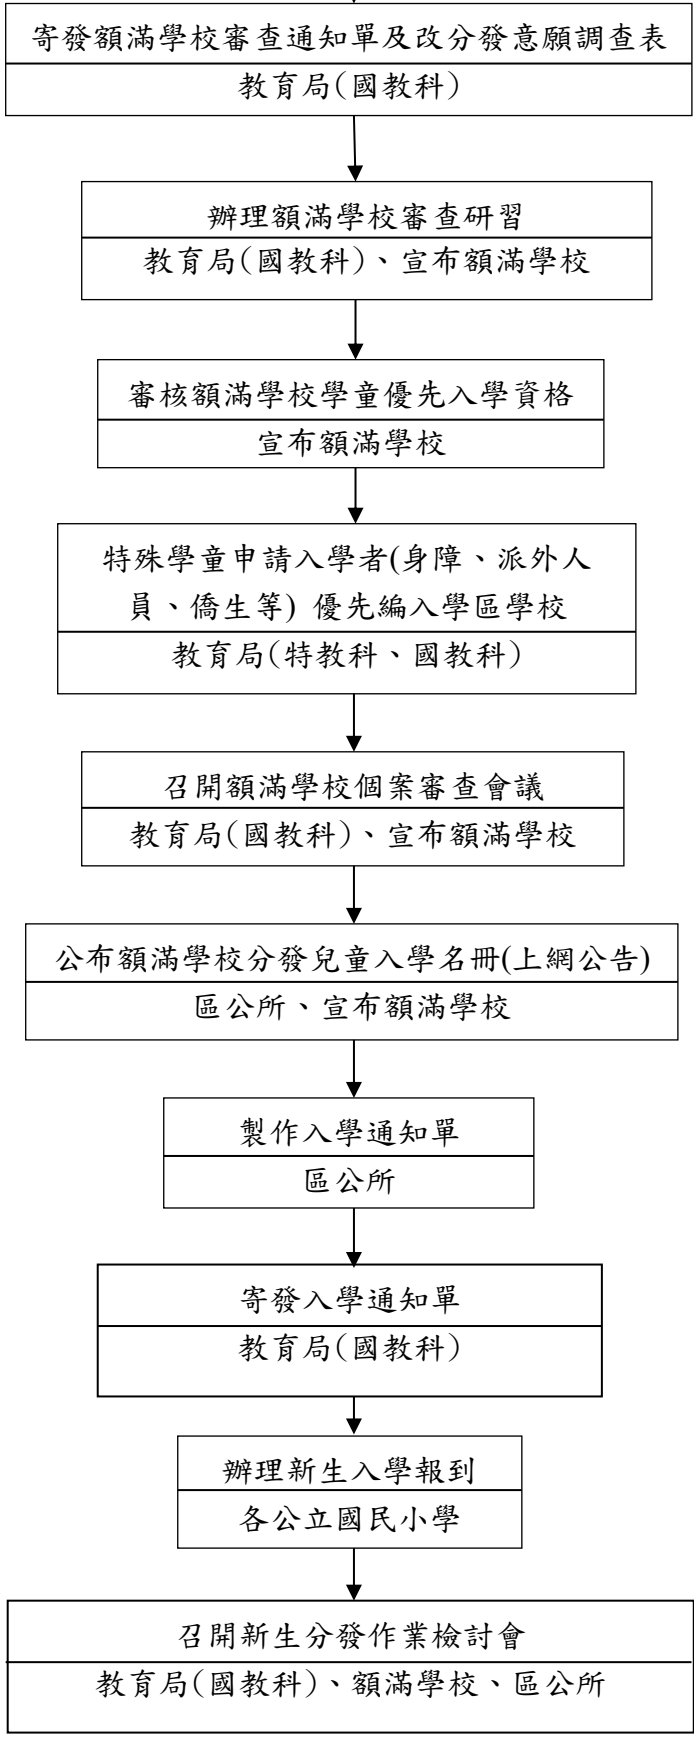 寄發額滿學校審查通知單及改分發意願調查表
教育局(國教科)
辦理額滿學校審查研習
教育局(國教科)、宣布額滿學校
審核額滿學校學童優先入學資格
宣布額滿學校
特殊學童申請入學者(身障、派外人
員、僑生等) 優先編入學區學校
教育局(特教科、國教科)
召開額滿學校個案審查會議
教育局(國教科)、宣布額滿學校
公布額滿學校分發兒童入學名冊(上網公告)
區公所、宣布額滿學校
製作入學通知單
區公所
寄發入學通知單
教育局(國教科)
辦理新生入學報到
各公立國民小學
召開新生分發作業檢討會
教育局(國教科)、額滿學校、區公所